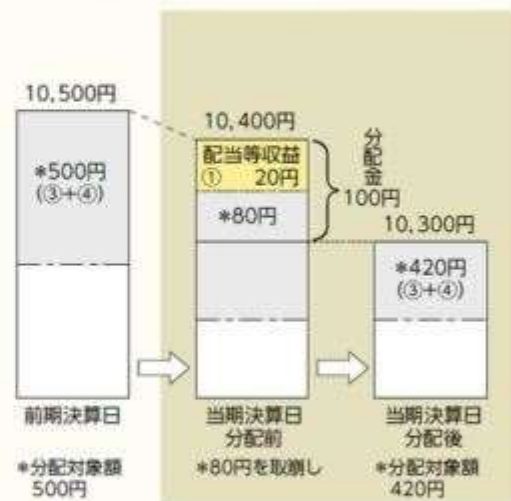 10,500円
*500円
(③+④)
前期決算日
*分配対象額
500円
10,400円
配当等収益
① 20円
*80円
分配金
100円
当期決算日
分配前
*80円を取崩し
10,300円
*420円
(③+④)
当期決算日
分配後
*分配対象額
420円